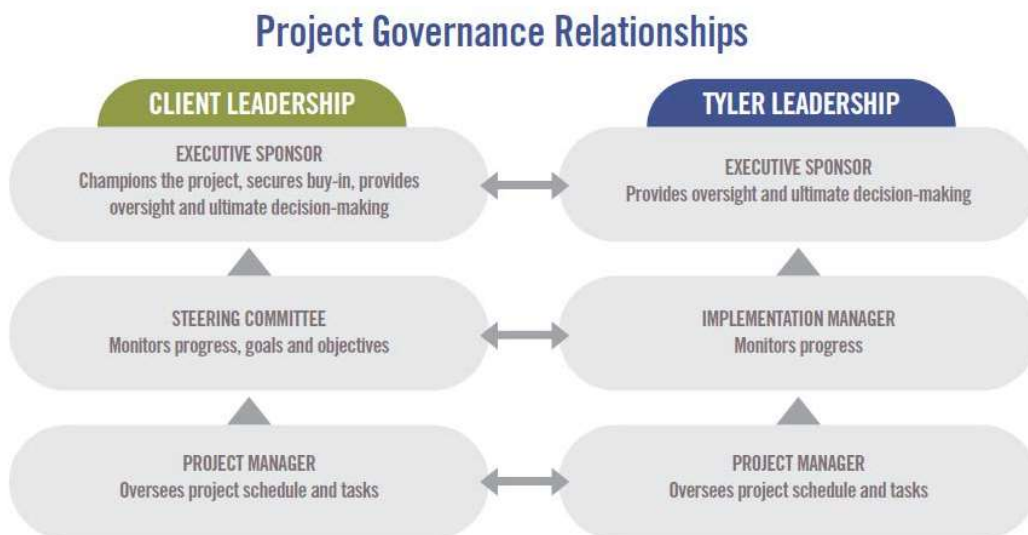 Project Governance Relationships
CLIENT LEADERSHIP
EXECUTIVE SPONSOR
Champions the project, secures buy-in, provides
oversight and ultimate decision-making
STEERING COMMITTEE
Monitors progress, goals and objectives
PROJECT MANAGER
Oversees project schedule and tasks
TYLER LEADERSHIP
EXECUTIVE SPONSOR
Provides oversight and ultimate decision-making
IMPLEMENTATION MANAGER
Monitors progress
PROJECT MANAGER
Oversees project schedule and tasks